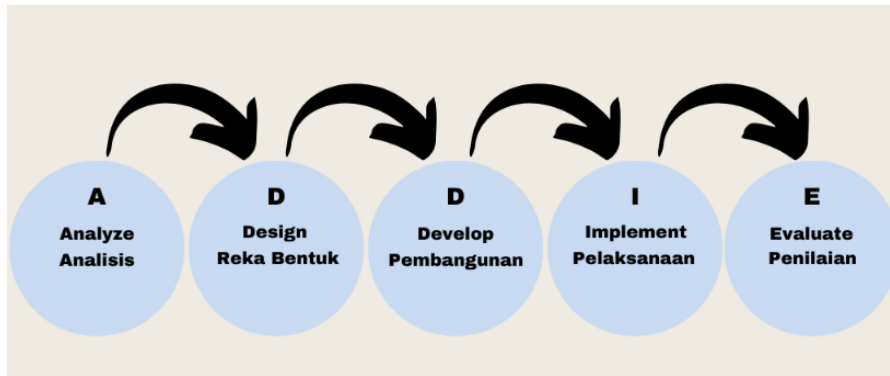 A
Analyze
Analisis
D
Design
Reka Bentuk
D
Develop
Pembangunan
I
Implement
Pelaksanaan
E
Evaluate
Penilaian